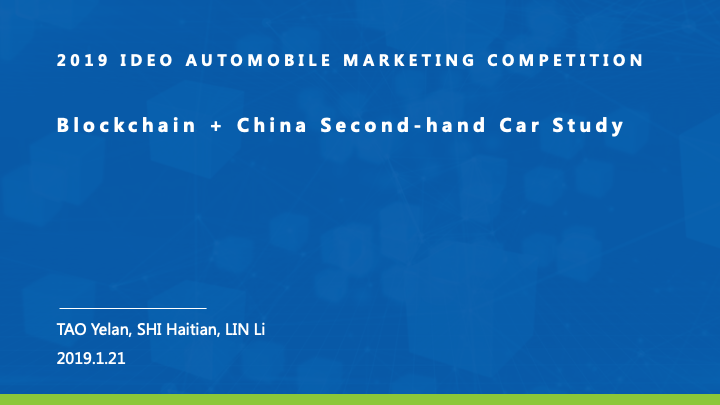 2019 IDEO AUTOMOBILE MARKETING COMPETITION
Blockchain + China Second-hand Car Study
TAO Yelan, SHI Haitian, LIN Li
2019.1.21